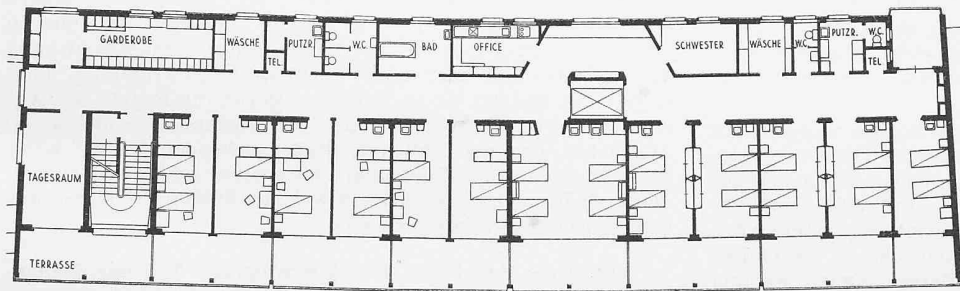 GARDEROBE
WÄSCHE
TEL
PUTZR.
W.C.
BAD
OFFICE
SCHWESTER
WÄSCHE
W.C.
PUTZR.
W.C.
TEL
TAGESRAUM
TERRASSE